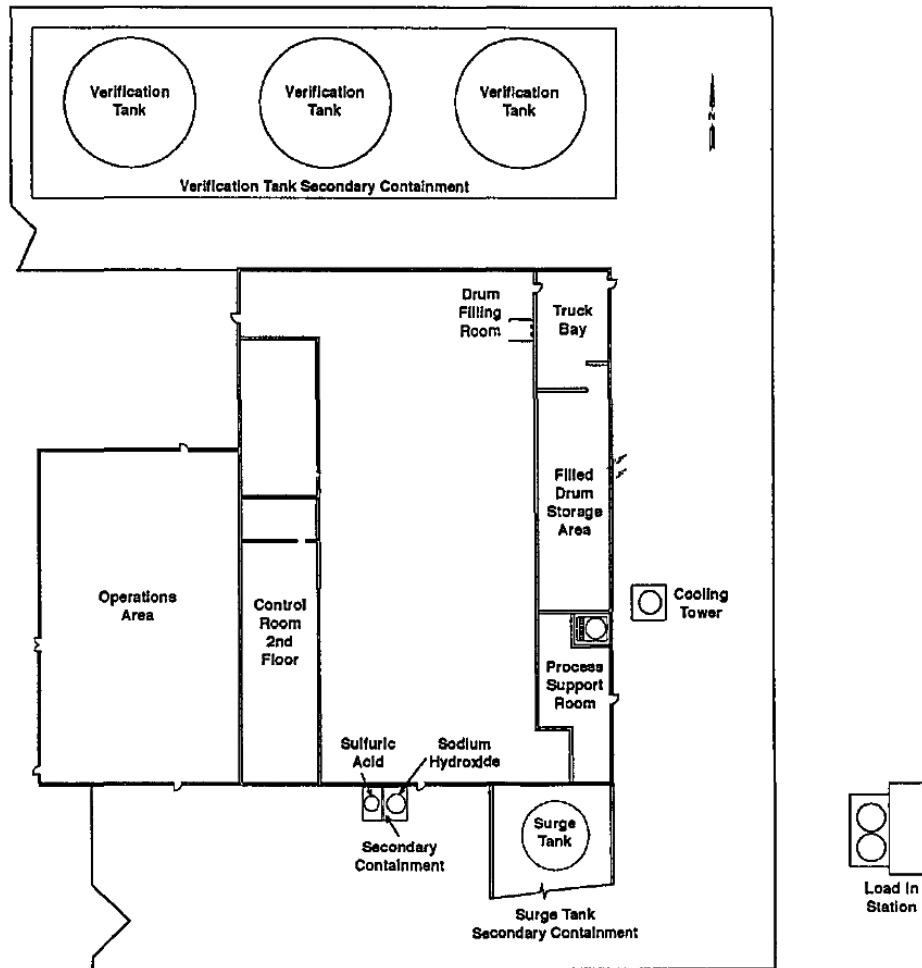 Verification
Tank
Verification
Tank
Verification
Tank
N
Verification Tank Secondary Containment
Drum
Filling
Room
Truck
Bay
Filled
Drum
Storage
Area
Operations
Area
Control
Room
2nd
Floor
Cooling
Tower
Process
Support
Room
Sulfuric
Acid
Sodium
Hydroxide
Secondary
Containment
Surge
Tank
Surge Tank
Secondary Containment
Load In
Station